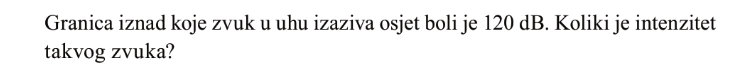 Granica iznad koje zvuk u uhu izaziva osjet boli je 120 dB. Koliki je intenzitet
takvog zvuka?